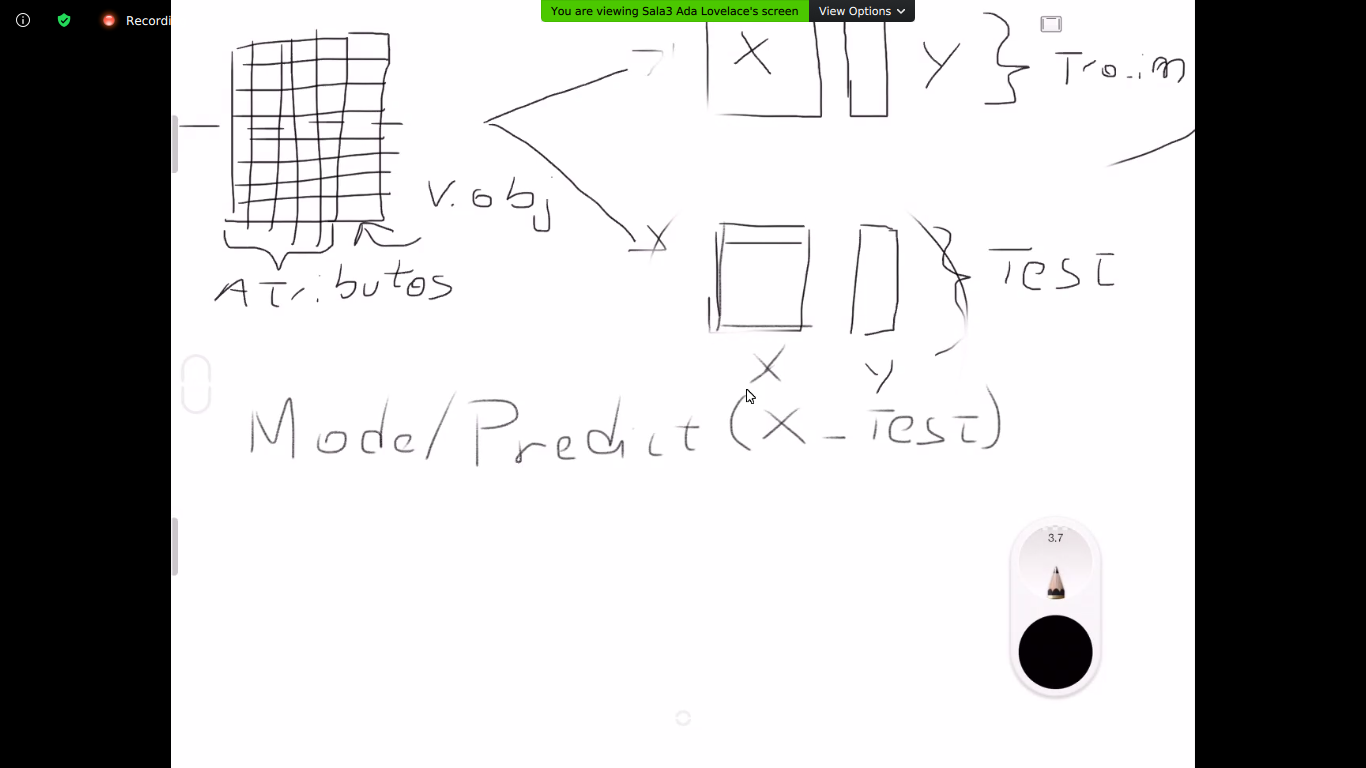 Recordi
You are viewing Sala3 Ada Lovelace's screen
View Options
X
Y
Train
V. obj
Atributos
X
Test
X
Y
Model Predict (X_Test)
3.7